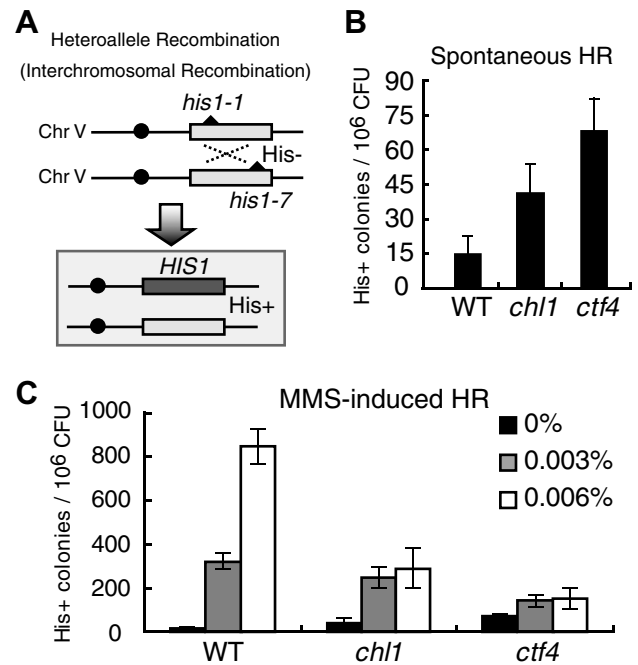 A
Heteroallele Recombination
(Interchromosomal Recombination)
his1-1
Chr V
His-
Chr V
his1-7
HIS1
His+
B
Spontaneous HR
His+ colonies / 10⁶ CFU
90
75
60
45
30
15
0
WT chl1 ctf4
C
MMS-induced HR
His+ colonies / 10⁶ CFU
1000
800
600
400
200
0
0%
0.003%
0.006%
WT chl1 ctf4